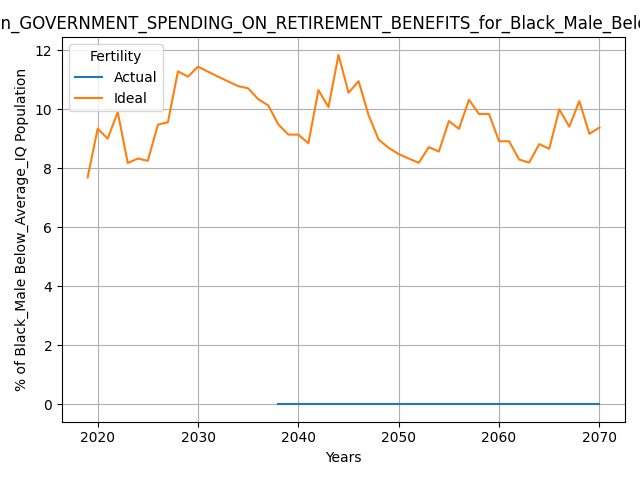 n_GOVERNMENT_SPENDING_ON_RETIREMENT_BENEFITS_for_Black_Male_Belo
Fertility
Actual
Ideal
% of Black_Male Below_Average_IQ Population
12
10
8
6
4
2
0
2020 2030 2040 2050 2060 2070
Years